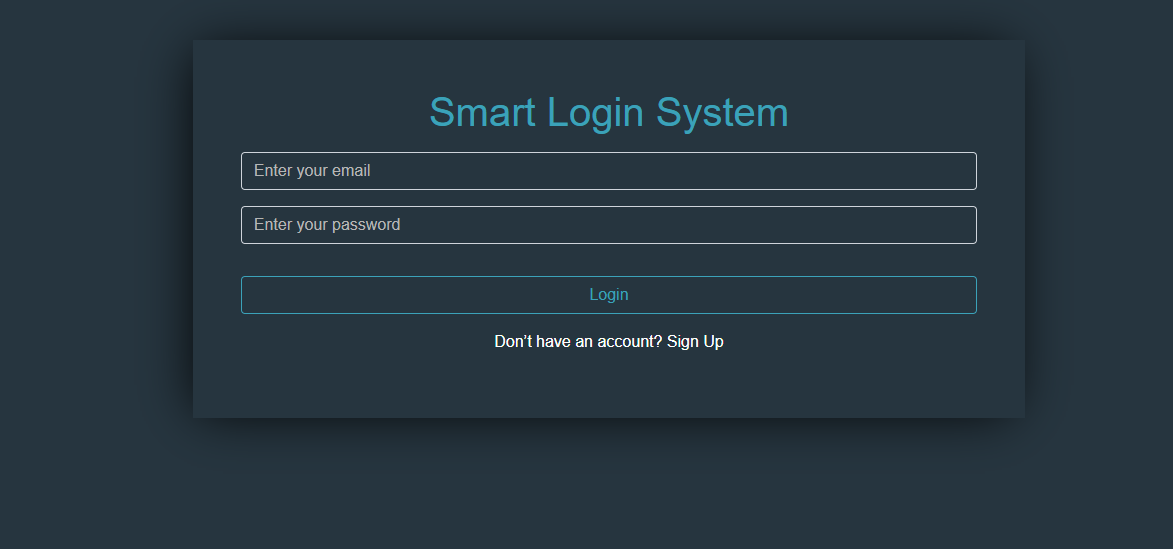 Smart Login System
Enter your email
Enter your password
Login
Don’t have an account? Sign Up